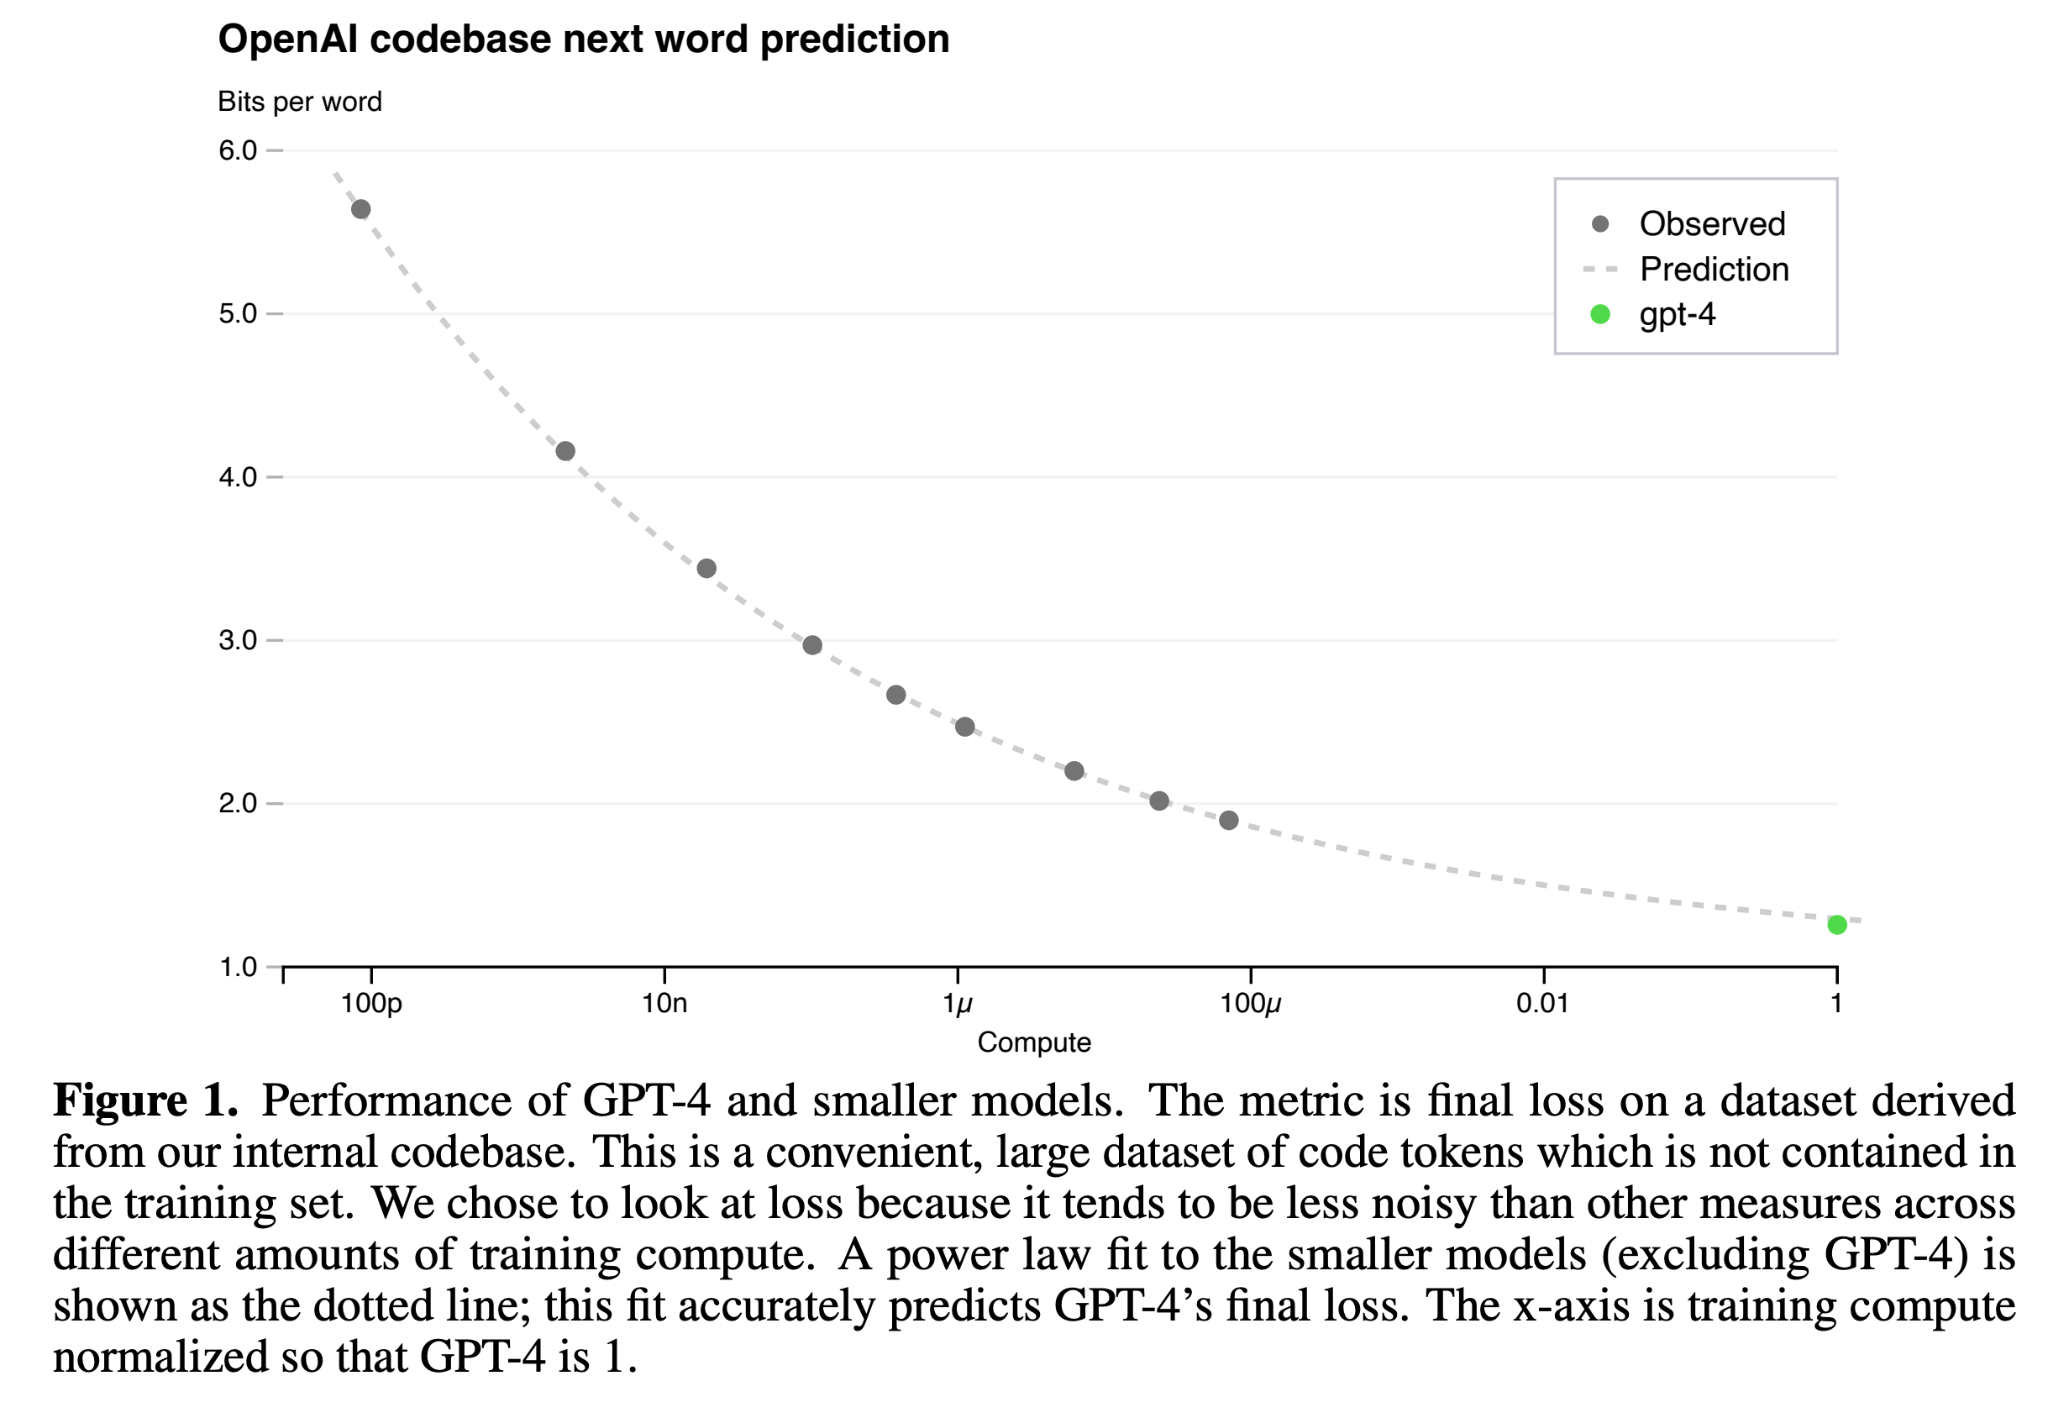 OpenAI codebase next word prediction
Bits per word
6.0
5.0
4.0
3.0
2.0
1.0
Observed
Prediction
gpt-4
100p
10n
1µ
100µ
0.01
1
Compute
Figure 1. Performance of GPT-4 and smaller models. The metric is final loss on a dataset derived
from our internal codebase. This is a convenient, large dataset of code tokens which is not contained in
the training set. We chose to look at loss because it tends to be less noisy than other measures across
different amounts of training compute. A power law fit to the smaller models (excluding GPT-4) is
shown as the dotted line; this fit accurately predicts GPT-4’s final loss. The x-axis is training compute
normalized so that GPT-4 is 1.